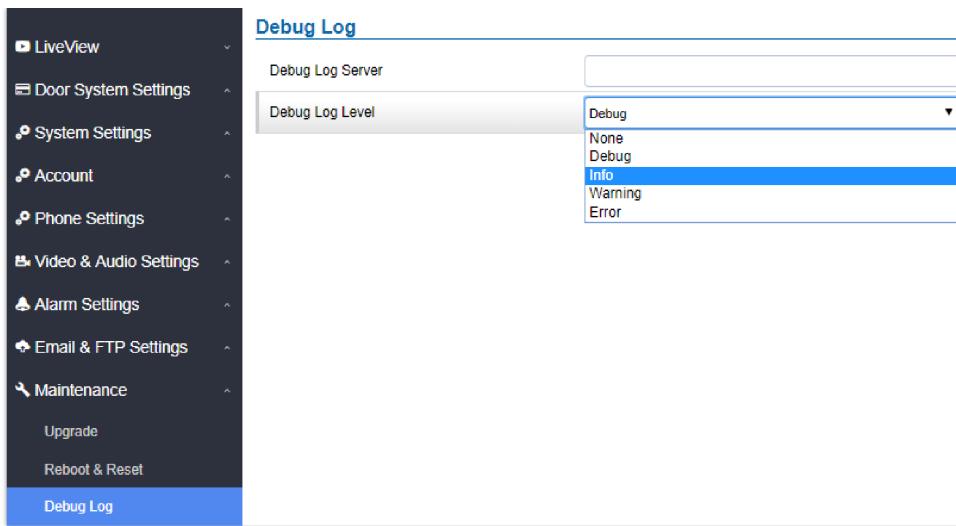 LiveView
Door System Settings
System Settings
Account
Phone Settings
Video & Audio Settings
Alarm Settings
Email & FTP Settings
Maintenance
Upgrade
Reboot & Reset
Debug Log
Debug Log
Debug Log Server
Debug Log Level
Debug
None
Debug
Info
Warning
Error